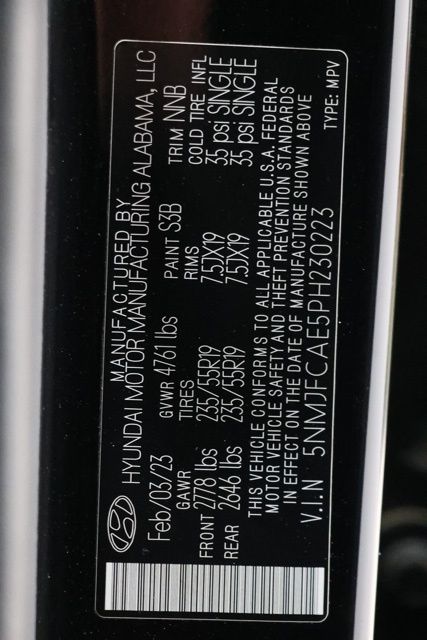 MANUFACTURED BY
HYUNDAI MOTOR MANUFACTURING ALABAMA, LLC
Feb/03/23 GVWR 4761 lbs PAINT S3B TRIM NNB
GAWR TIRES RIMS COLD TIRE INFL
FRONT 2778 lbs 235/55R19 7.5JX19 35 psi SINGLE
REAR 2646 lbs 235/55R19 7.5JX19 35 psi SINGLE
THIS VEHICLE CONFORMS TO ALL APPLICABLE U.S.A. FEDERAL
MOTOR VEHICLE SAFETY AND THEFT PREVENTION STANDARDS
IN EFFECT ON THE DATE OF MANUFACTURE SHOWN ABOVE
V.I.N 5NMJFCAE5PH230223 TYPE: MPV